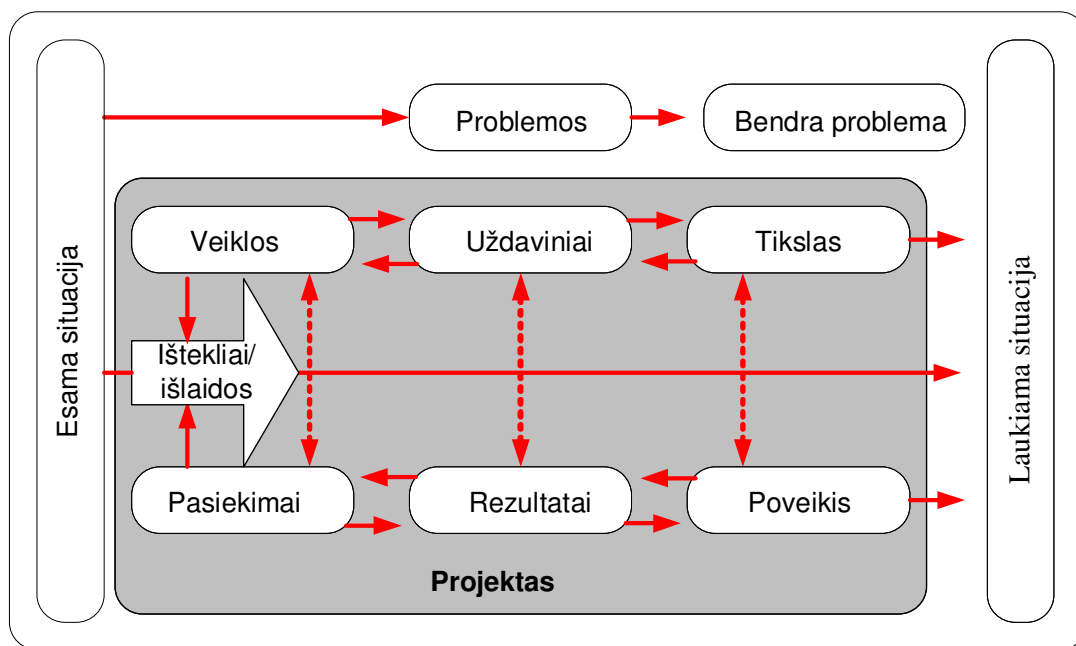 Esama situacija
Problemos
Bendra problema
Veiklos
Uždaviniai
Tikslas
Ištekliai/
išlaidos
Pasiekimai
Rezultatai
Poveikis
Projektas
Laukiama situacija